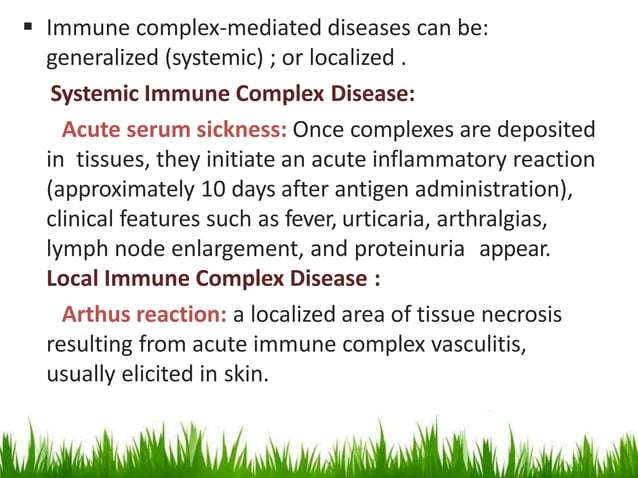 ▪ Immune complex-mediated diseases can be:
generalized (systemic) ; or localized .
Systemic Immune Complex Disease:
Acute serum sickness: Once complexes are deposited
in tissues, they initiate an acute inflammatory reaction
(approximately 10 days after antigen administration),
clinical features such as fever, urticaria, arthralgias,
lymph node enlargement, and proteinuria appear.
Local Immune Complex Disease :
Arthus reaction: a localized area of tissue necrosis
resulting from acute immune complex vasculitis,
usually elicited in skin.